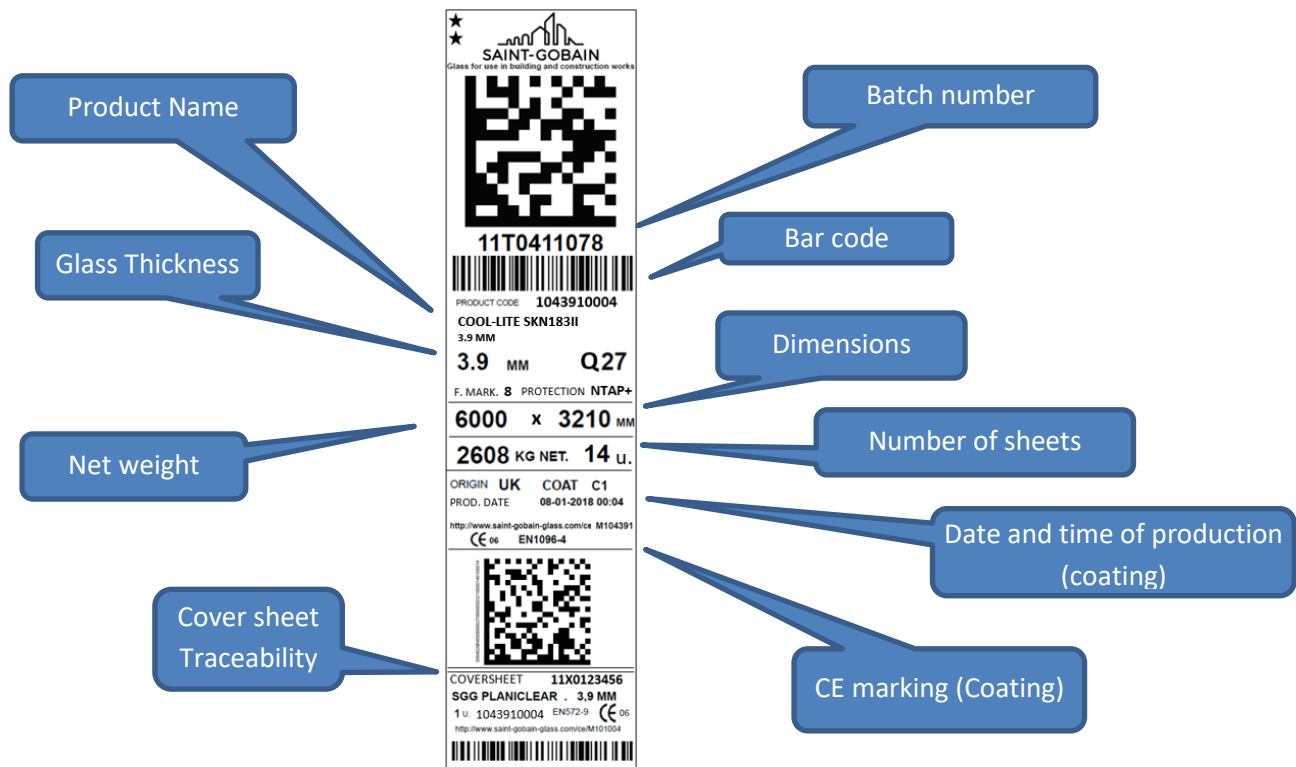 SAINT-GOBAIN
Glass for use in building and construction works
Product Name
Batch number
11T0411078
Bar code
Glass Thickness
PRODUCT CODE 1043910004
COOL-LITE SKN183II
3.9 MM
3.9 MM Q27
Dimensions
F. MARK. 8 PROTECTION NTAP+
6000 x 3210 MM
Number of sheets
Net weight
2608 KG NET. 14 u.
ORIGIN UK COAT C1
PROD. DATE 08-01-2018 00:04
Date and time of production
(coating)
http://www.saint-gobain-glass.com/ce M104391
CE 06 EN1096-4
Cover sheet
Traceability
CE marking (Coating)
COVERSHEET 11X0123456
SGG PLANICLEAR . 3,9 MM
1 U. 1043910004 EN572-9 CE 06
http://www.saint-gobain-glass.com/ce/M101004